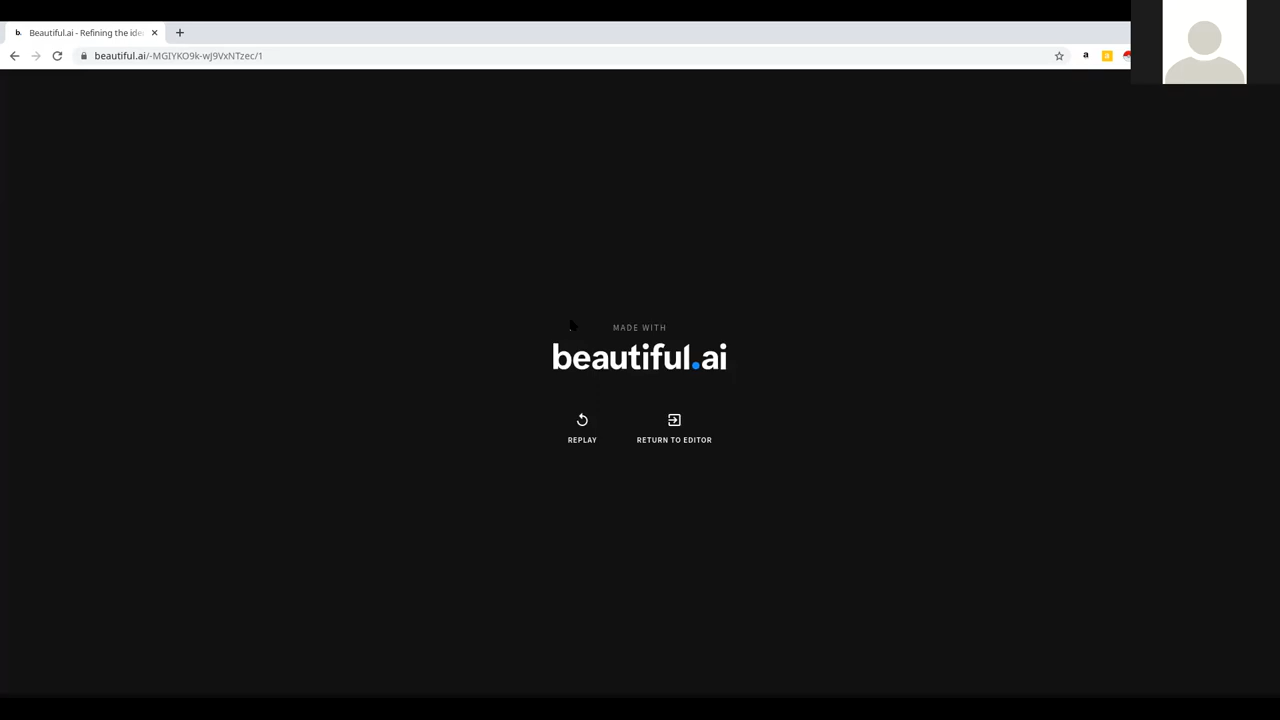 b. Beautiful.ai - Refining the ide
beautiful.ai/-MGIYKO9k-wJ9VxNTzec/1
a a
MADE WITH
beautiful.ai
REPLAY RETURN TO EDITOR